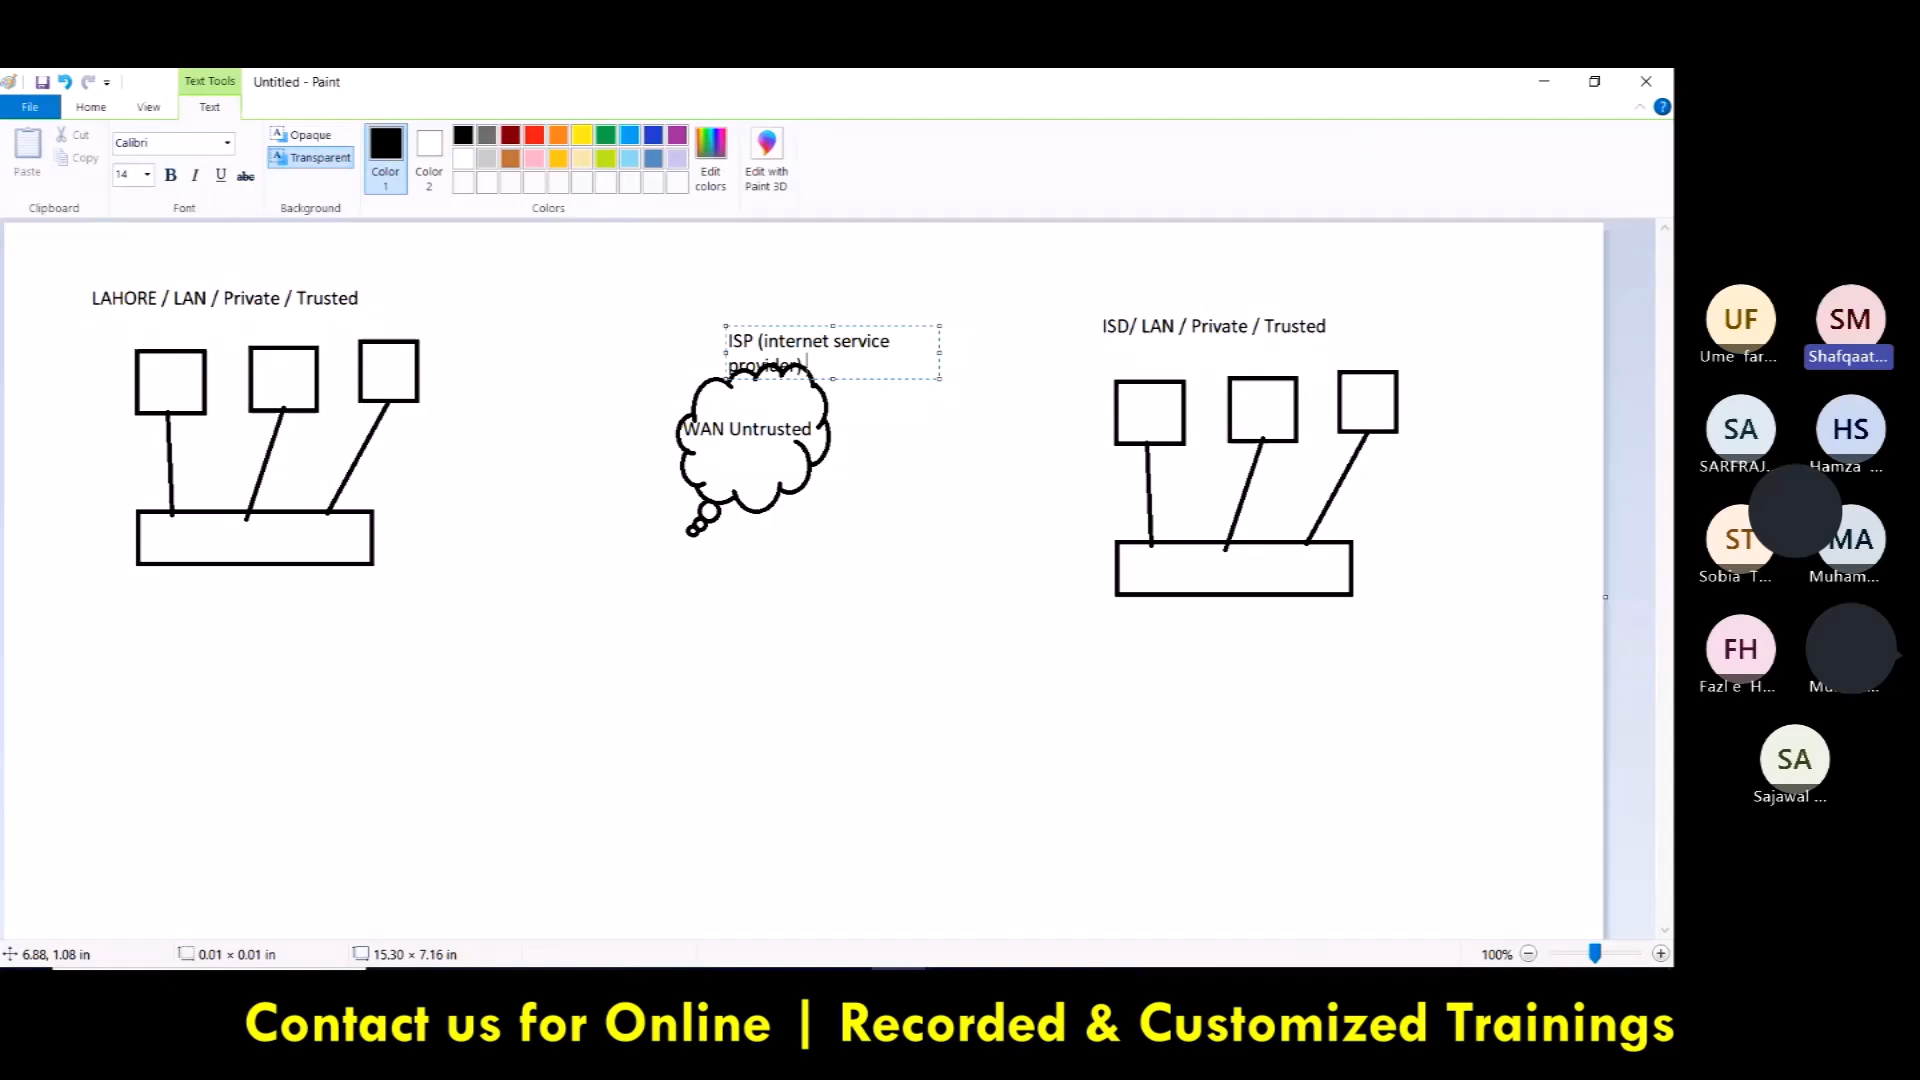 Text Tools
Untitled - Paint
File
Home
View
Text
Paste
Cut
Copy
Clipboard
Calibri
14
B I U abc
Font
Opaque
Transparent
Background
Color
1
Color
2
Edit
colors
Edit with
Paint 3D
Colors
LAHORE / LAN / Private / Trusted
ISP (internet service
provider)
WAN Untrusted
ISD/ LAN / Private / Trusted
UF
Ume far...
SM
Shafqaat...
SA
SARFRAJ...
HS
Hamza ...
ST
Sobia T...
MA
Muham...
FH
Fazl e H...
SA
Sajawal ...
6.88, 1.08 in
0.01 × 0.01 in
15.30 × 7.16 in
100%
Contact us for Online | Recorded & Customized Trainings